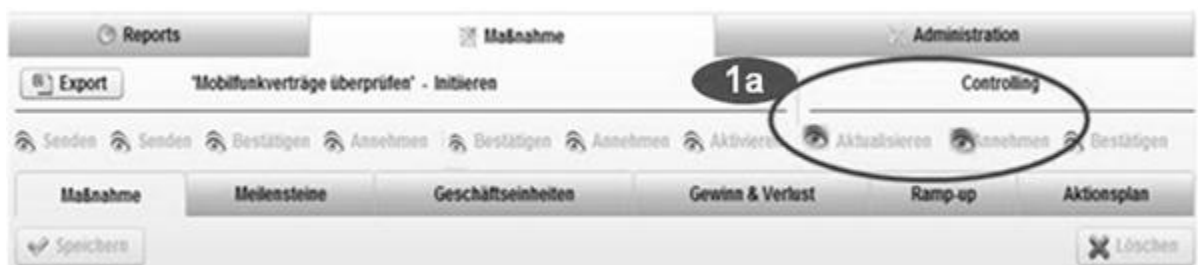 Reports Maßnahme Administration
Export "Mobilfunkverträge überprüfen" - Initiieren 1a Controlling
Senden Senden Bestätigen Annehmen Bestätigen Annehmen Aktivieren Aktualisieren Annehmen Bestätigen
Maßnahme Meilensteine Geschäftseinheiten Gewinn & Verlust Ramp-up Aktionsplan
Speichern Löschen